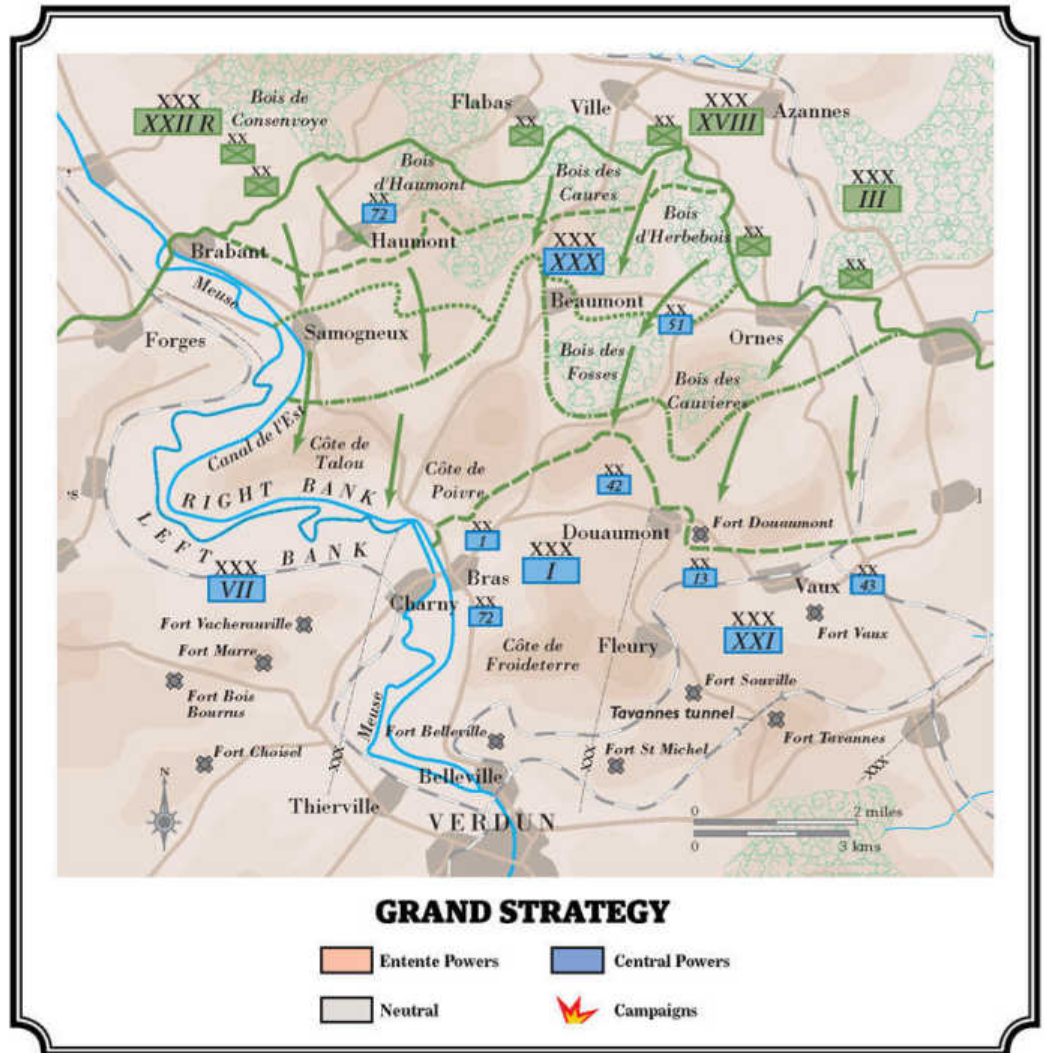 XXX
XXII R
Bois de
Consenvoye
XX
XX
Flabas
XX
Ville
XX
XXX
XVIII
Azannes
XXX
III
Bois
d'Haumont
XX
72
Haumont
Bois des
Caures
Bois
d'Herbebois
XX
XX
XXX
XXX
Brabant
Meuse
Beaumont
XX
51
Forges
Samogneux
Ornes
Bois des
Fosses
Bois des
Cauvieres
Canal de l'Est
Côte de
Talou
Côte de
Poivre
RIGHT BANK
LEFT BANK
XX
42
Douaumont
Fort Douaumont
XX
1
XXX
I
XXX
VII
Bras
XX
13
Vaux
XX
43
Charny
XX
72
Fort Vacherauville
Fort Vaux
XXX
XXI
Fort Marre
Côte de
Froideterre
Fleury
Fort Bois
Bourrus
Fort Souville
Meuse
Tavannes tunnel
Fort Belleville
Fort Tavannes
Fort Choisel
Fort St Michel
XXX
XXX
XXX
N
Belleville
Thierville
VERDUN
0 2 miles
0 3 kms
GRAND STRATEGY
Entente Powers
Central Powers
Neutral
Campaigns